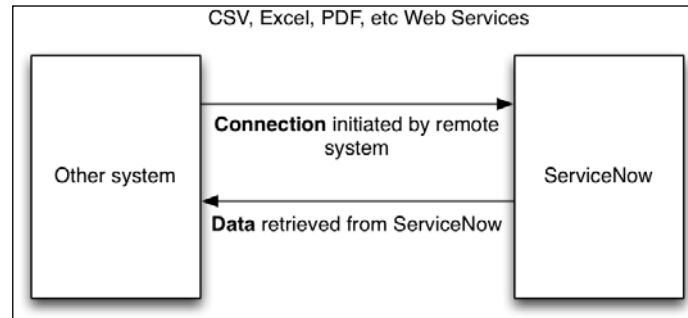 CSV, Excel, PDF, etc Web Services
Connection initiated by remote
system
Other system
ServiceNow
Data retrieved from ServiceNow